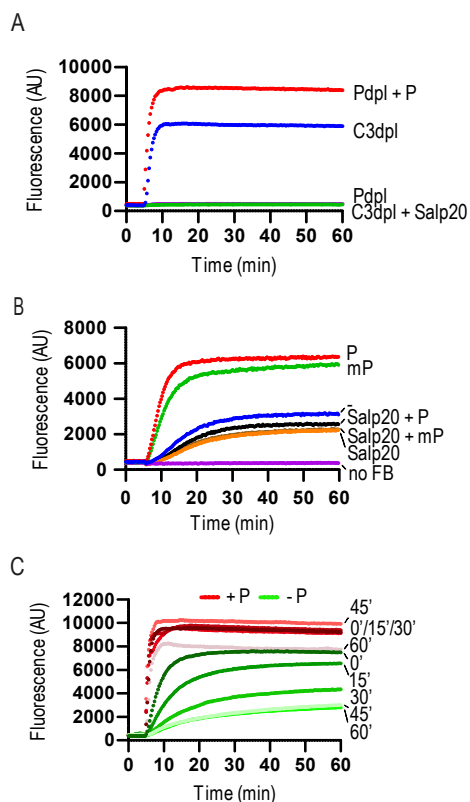 A
Fluorescence (AU)
10000
8000
6000
4000
2000
0
0 10 20 30 40 50 60
Time (min)
Pdpl + P
C3dpl
Pdpl
C3dpl + Salp20
B
Fluorescence (AU)
8000
6000
4000
2000
0
0 10 20 30 40 50 60
Time (min)
P
mP
-
Salp20 + P
Salp20 + mP
Salp20
no FB
C
+ P - P
Fluorescence (AU)
12000
10000
8000
6000
4000
2000
0
0 10 20 30 40 50 60
Time (min)
45'
0'/15'/30'
60'
0'
15'
30'
45'
60'